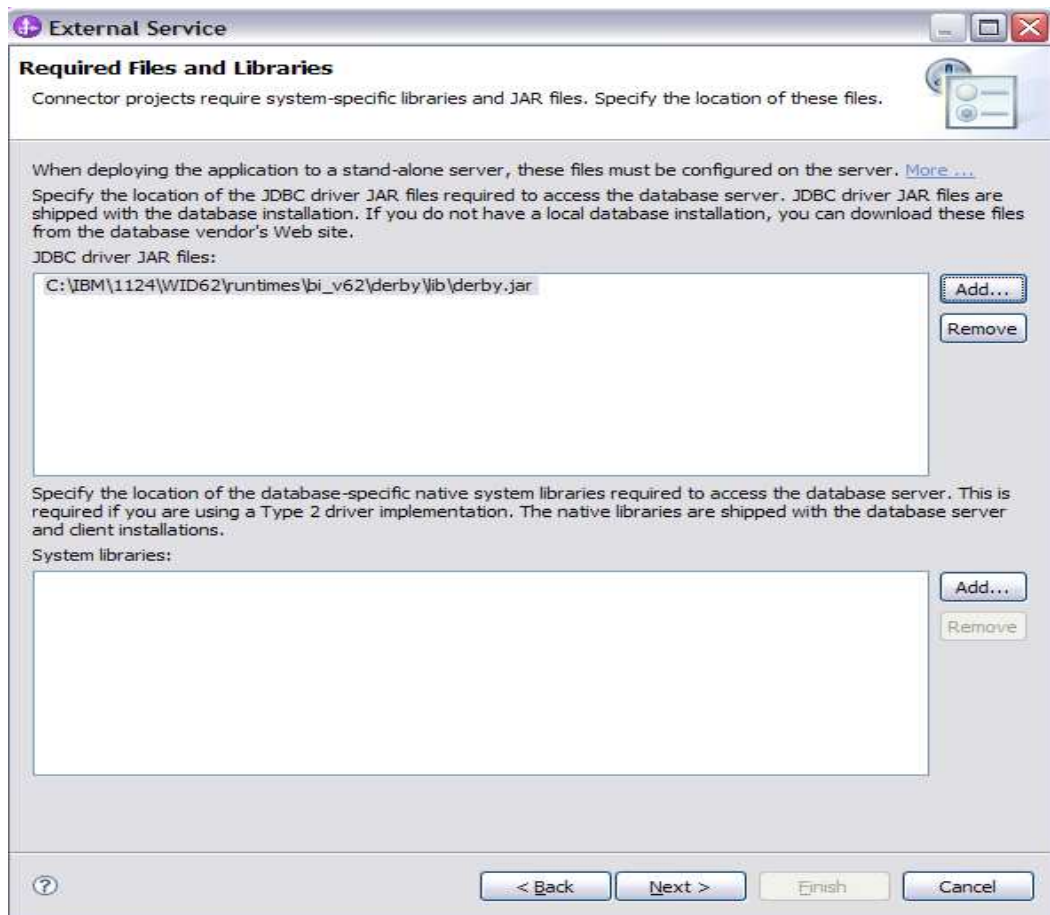 External Service
Required Files and Libraries
Connector projects require system-specific libraries and JAR files. Specify the location of these files.
When deploying the application to a stand-alone server, these files must be configured on the server. More ...
Specify the location of the JDBC driver JAR files required to access the database server. JDBC driver JAR files are
shipped with the database installation. If you do not have a local database installation, you can download these files
from the database vendor's Web site.
JDBC driver JAR files:
C:\IBM\1124\WID62\runtimes\bi_v62\derby\lib\derby.jar
Add...
Remove
Specify the location of the database-specific native system libraries required to access the database server. This is
required if you are using a Type 2 driver implementation. The native libraries are shipped with the database server
and client installations.
System libraries:
Add...
Remove
? < Back Next > Finish Cancel